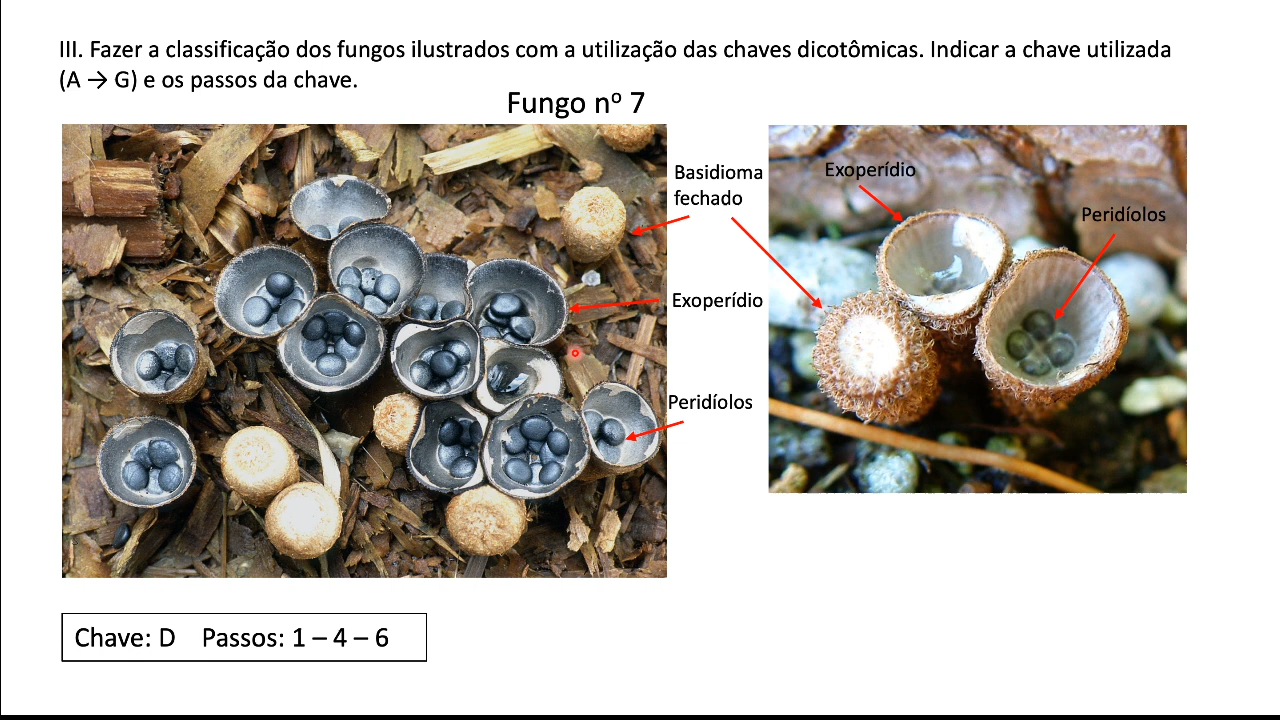 III. Fazer a classificação dos fungos ilustrados com a utilização das chaves dicotômicas. Indicar a chave utilizada
(A → G) e os passos da chave.
Fungo nº 7
Basidioma
fechado
Exoperídio
Peridíolos
Exoperídio
Peridíolos
Chave: D Passos: 1 – 4 – 6